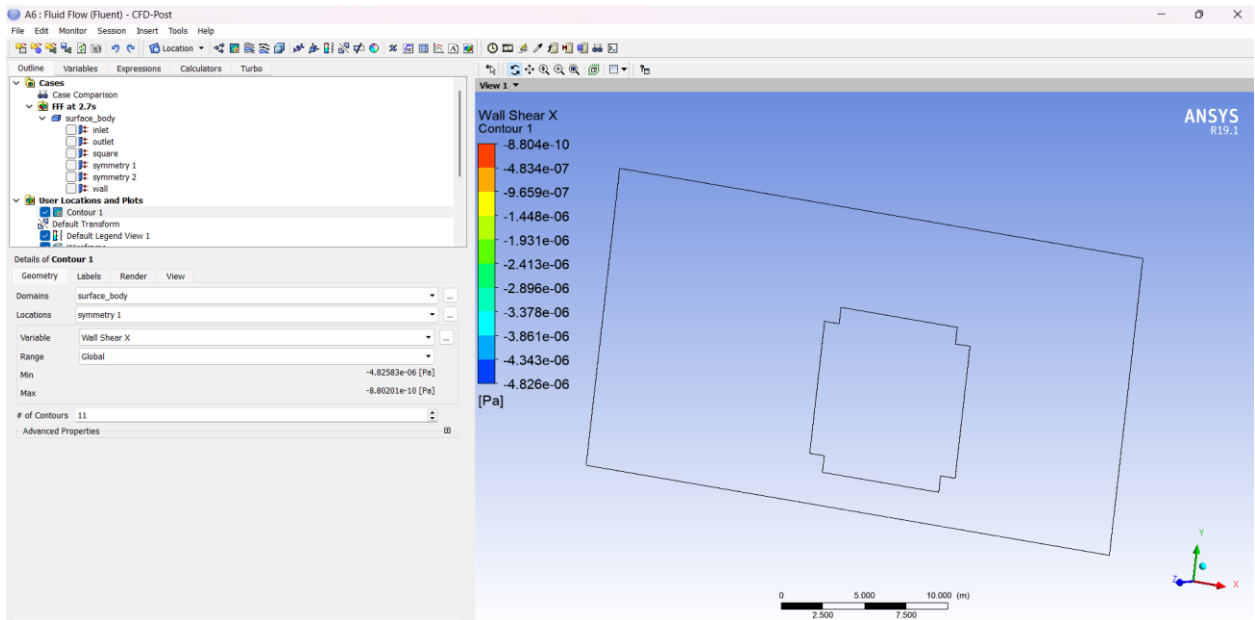 A6 : Fluid Flow (Fluent) - CFD-Post
File Edit Monitor Session Insert Tools Help
Location
Outline Variables Expressions Calculators Turbo
Cases
Case Comparison
FFF at 2.7s
surface_body
inlet
outlet
square
symmetry 1
symmetry 2
wall
User Locations and Plots
Contour 1
Default Transform
Default Legend View 1
Details of Contour 1
Geometry Labels Render View
Domains surface_body ...
Locations symmetry 1 ...
Variable Wall Shear X ...
Range Global
Min -4.82583e-06 [Pa]
Max -8.80201e-10 [Pa]
# of Contours 11
Advanced Properties
View 1
Wall Shear X
Contour 1
-8.804e-10
-4.834e-07
-9.659e-07
-1.448e-06
-1.931e-06
-2.413e-06
-2.896e-06
-3.378e-06
-3.861e-06
-4.343e-06
-4.826e-06
[Pa]
ANSYS
R19.1
Y
Z X
0 5.000 10.000 (m)
2.500 7.500